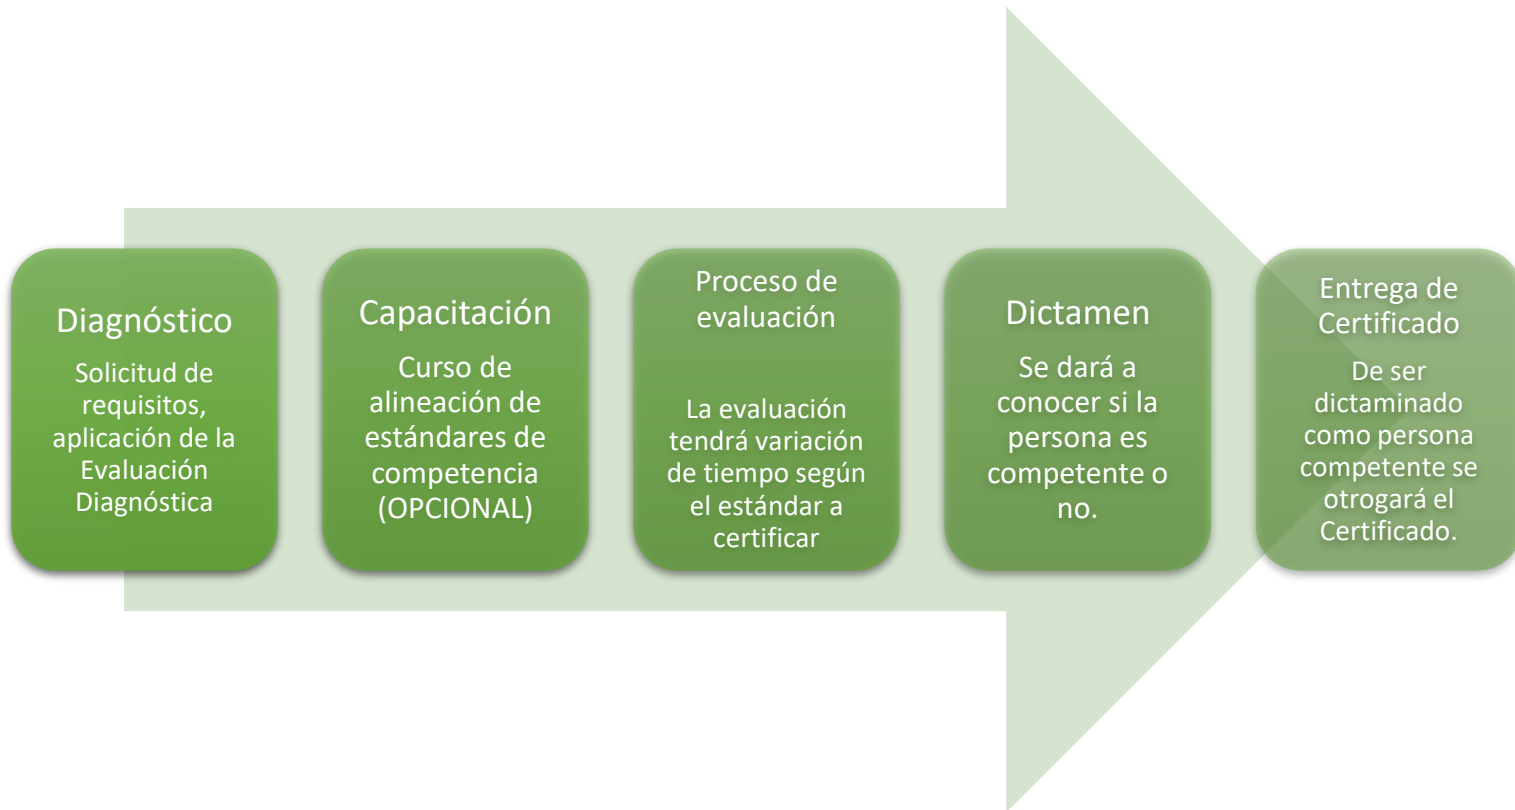 Diagnóstico
Solicitud de
requisitos,
aplicación de la
Evaluación
Diagnóstica
Capacitación
Curso de
alineación de
estándares de
competencia
(OPCIONAL)
Proceso de
evaluación
La evaluación
tendrá variación
de tiempo según
el estándar a
certificar
Dictamen
Se dará a
conocer si la
persona es
competente o
no.
Entrega de
Certificado
De ser
dictaminado
como persona
competente se
otrogará el
Certificado.